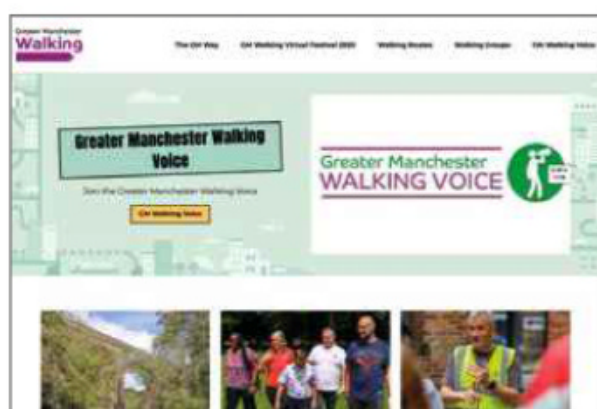 Greater Manchester
Walking
The GM Way GM Walking Virtual Festival 2020 Walking Routes Walking Groups GM Walking Voice
Greater Manchester Walking
Voice
Join the Greater Manchester Walking Voice
GM Walking Voice
Greater Manchester
WALKING VOICE